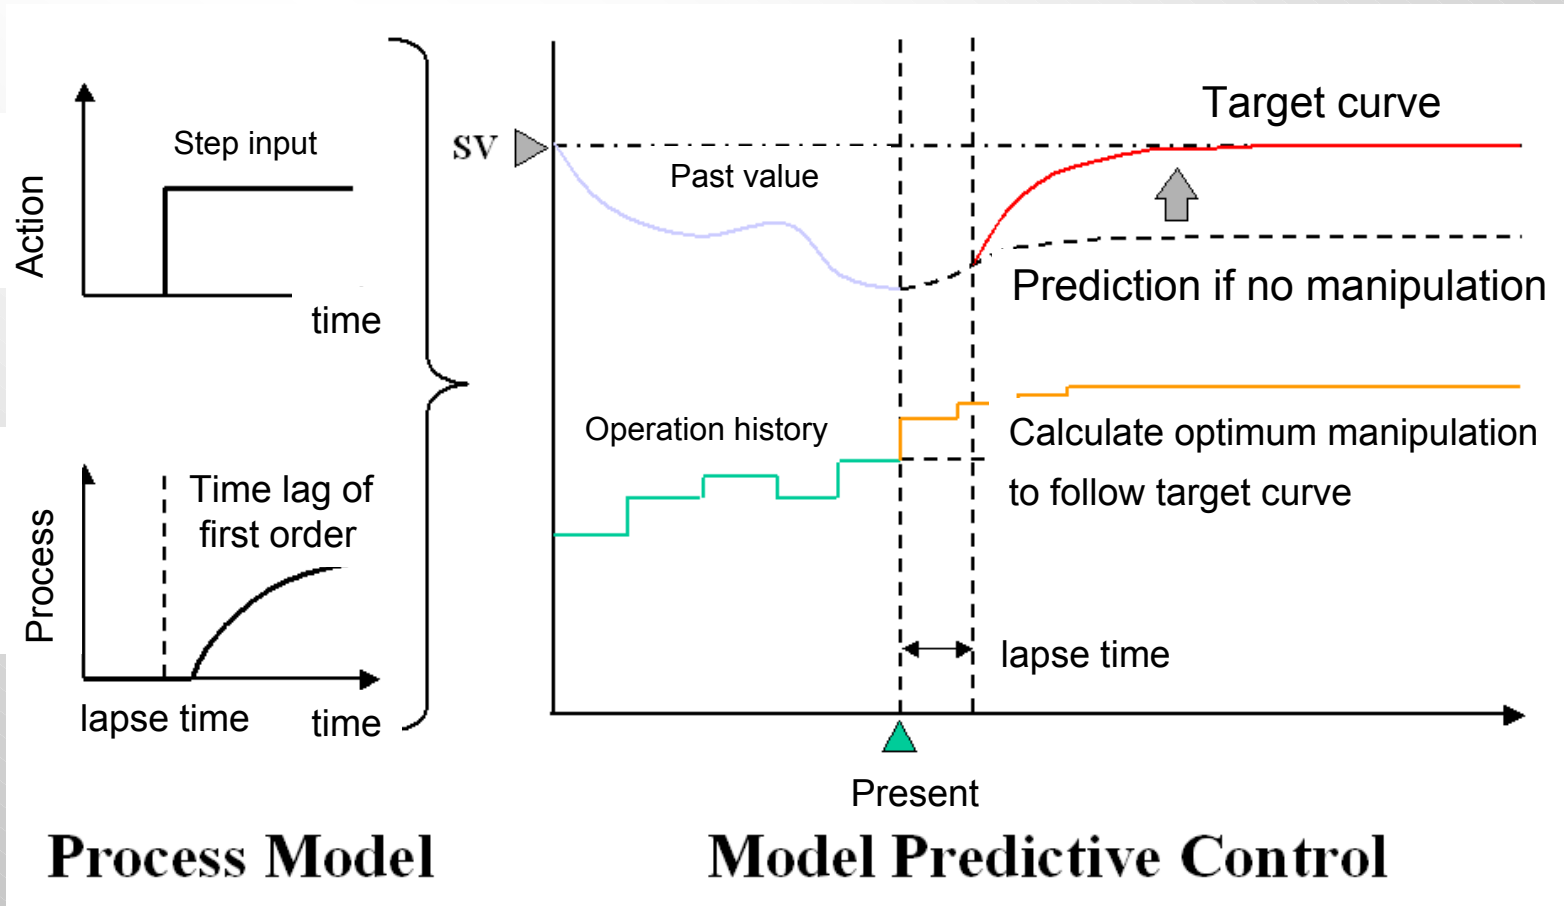 Step input
Action
time
Time lag of
first order
Process
lapse time
time
Process Model
SV
Target curve
Past value
Prediction if no manipulation
Operation history
Calculate optimum manipulation
to follow target curve
lapse time
Present
Model Predictive Control